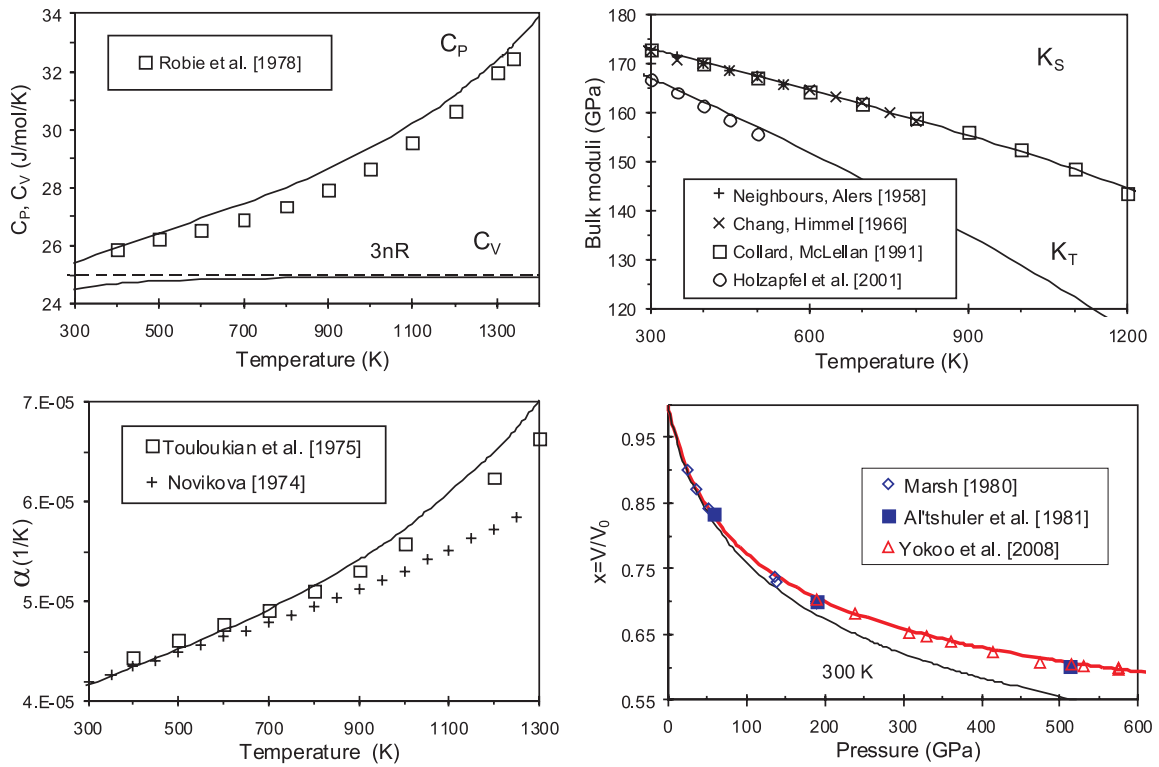 34
32
30
28
26
24
C_P, C_V (J/mol/K)
Robie et al. [1978]
C_P
3nR
C_V
300 500 700 900 1100 1300
Temperature (K)
180
170
160
150
140
130
120
Bulk moduli (GPa)
K_S
Neighbours, Alers [1958]
Chang, Himmel [1966]
Collard, McLellan [1991]
Holzapfel et al. [2001]
K_T
300 600 900 1200
Temperature (K)
7.E-05
6.E-05
5.E-05
4.E-05
α(1/K)
Touloukian et al. [1975]
Novikova [1974]
300 500 700 900 1100 1300
Temperature (K)
0.95
0.85
0.75
0.65
0.55
x=V/V_0
Marsh [1980]
Al'tshuler et al. [1981]
Yokoo et al. [2008]
300 K
0 100 200 300 400 500 600
Pressure (GPa)